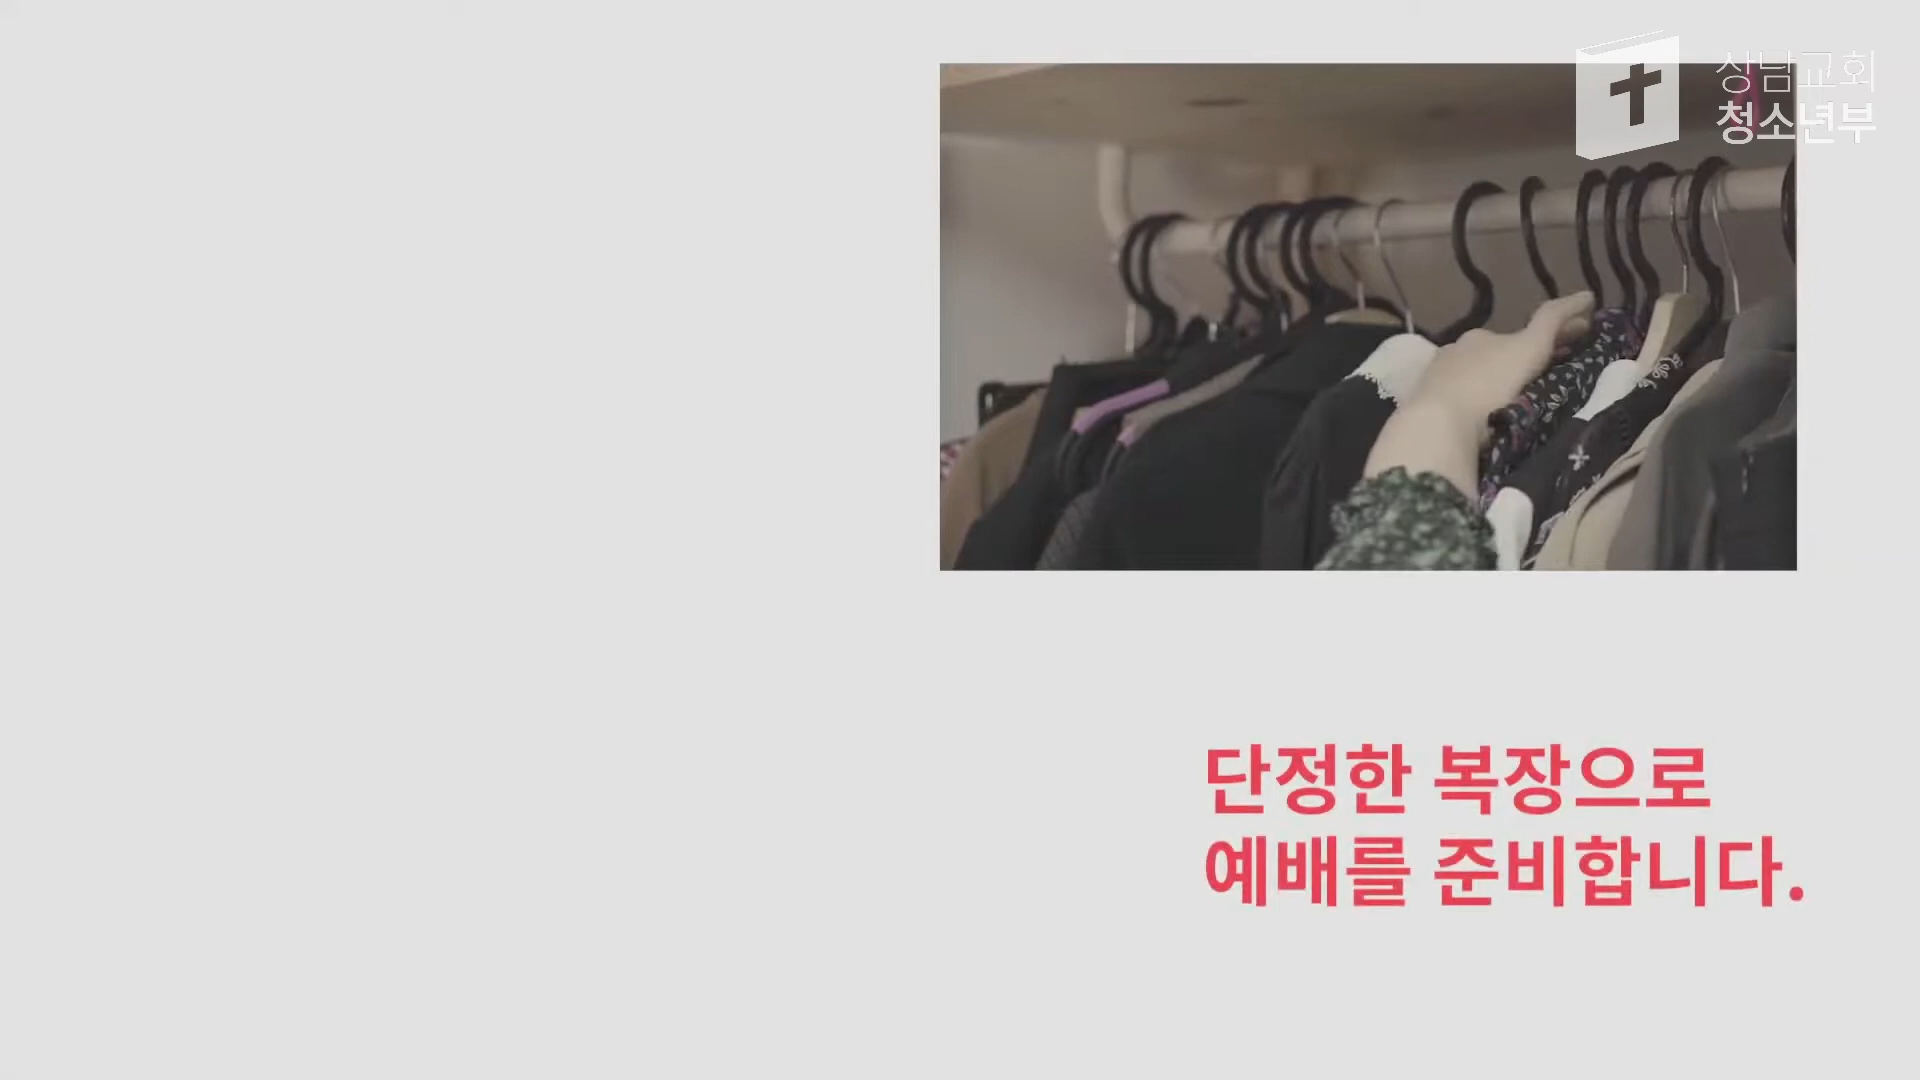 상남교회
청소년부
단정한 복장으로
예배를 준비합니다.